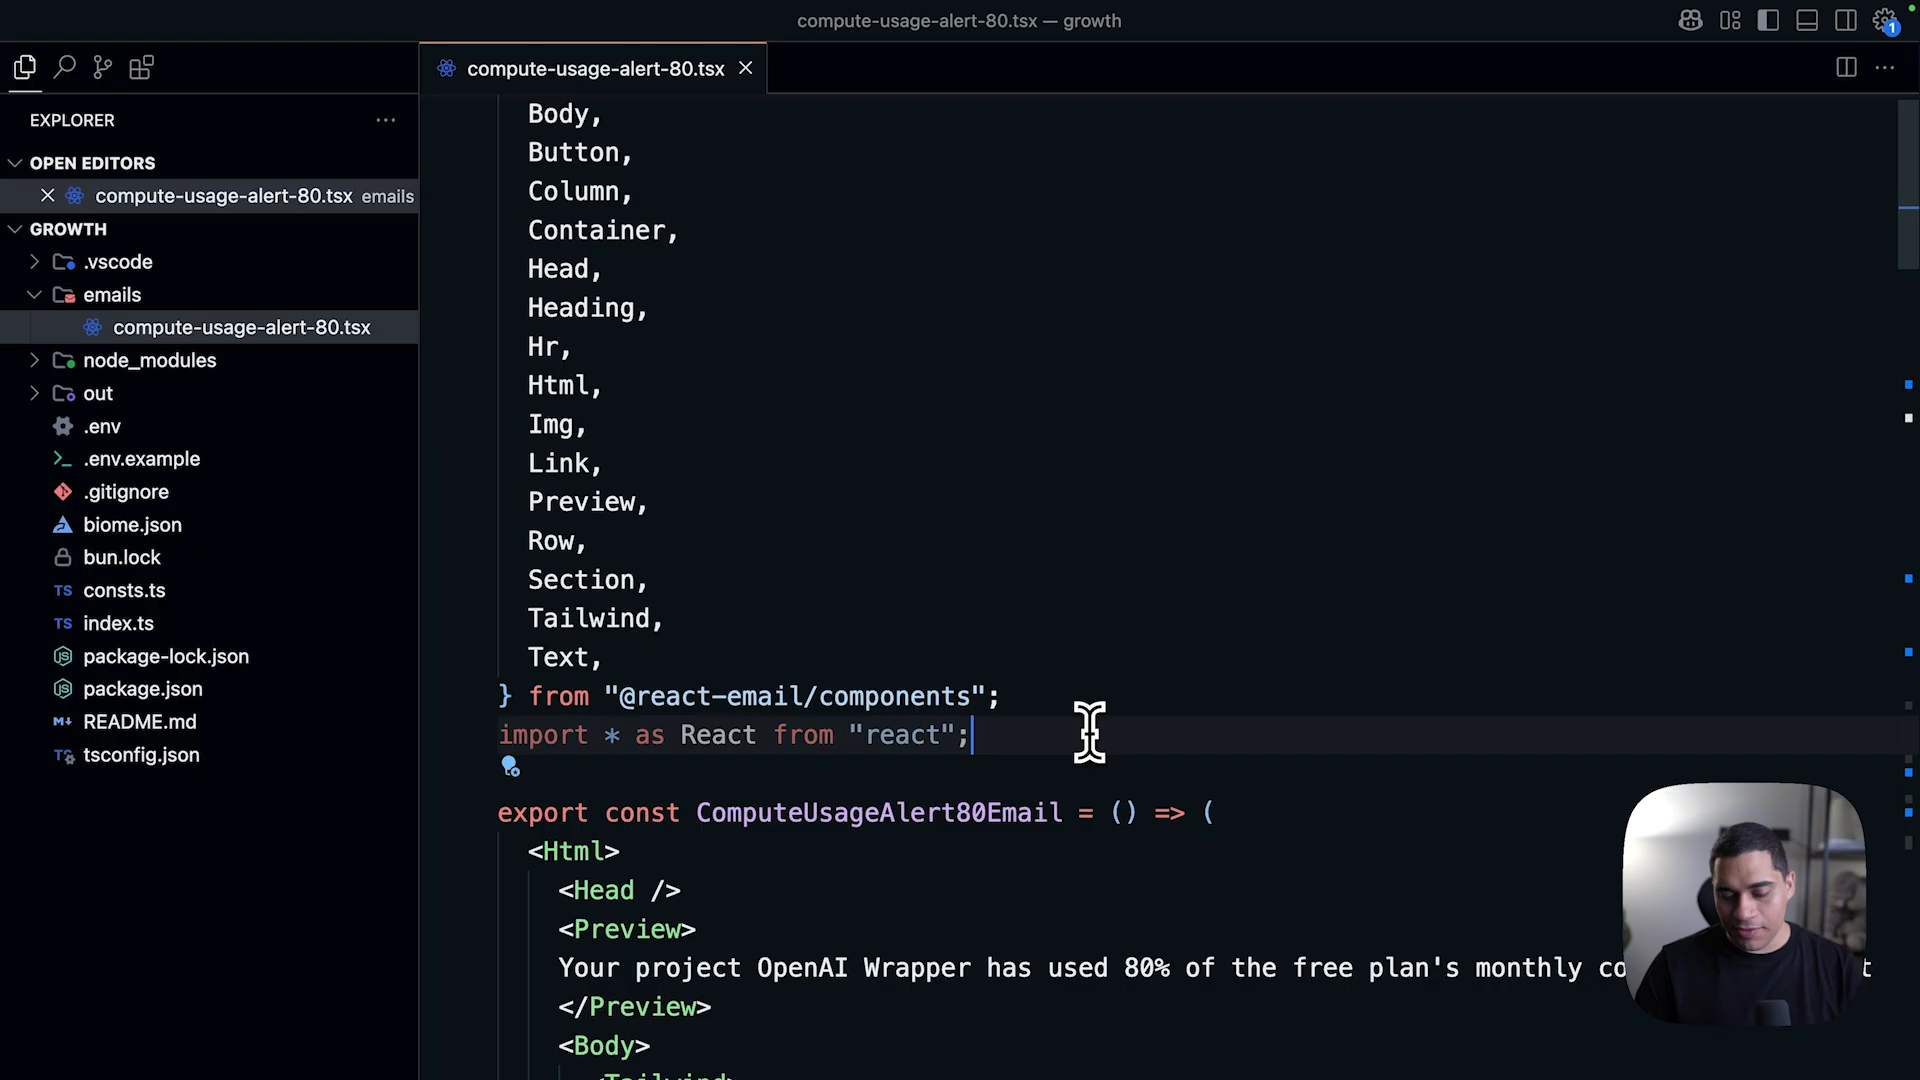 compute-usage-alert-80.tsx — growth
1
compute-usage-alert-80.tsx
EXPLORER
OPEN EDITORS
compute-usage-alert-80.tsx emails
GROWTH
.vscode
emails
compute-usage-alert-80.tsx
node_modules
out
.env
.env.example
.gitignore
biome.json
bun.lock
TS consts.ts
TS index.ts
package-lock.json
package.json
README.md
tsconfig.json
Body,
Button,
Column,
Container,
Head,
Heading,
Hr,
Html,
Img,
Link,
Preview,
Row,
Section,
Tailwind,
Text,
} from "@react-email/components";
import * as React from "react";
export const ComputeUsageAlert80Email = () => (
<Html>
<Head />
<Preview>
Your project OpenAI Wrapper has used 80% of the free plan's monthly co
</Preview>
<Body>
<Tailwind>